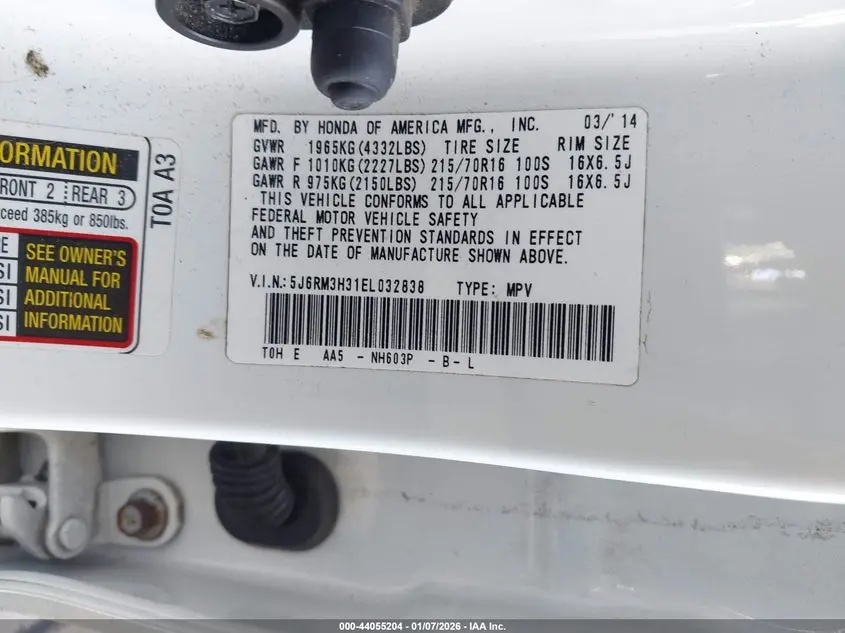 ORMATION
RONT 2 REAR 3
ceed 385kg or 850lbs.
SEE OWNER'S
MANUAL FOR
ADDITIONAL
INFORMATION
SI
SI
SI
T0A A3
MFD. BY HONDA OF AMERICA MFG., INC. 03/'14
GVWR 1965KG(4332LBS) TIRE SIZE RIM SIZE
GAWR F 1010KG(2227LBS) 215/70R16 100S 16X6.5J
GAWR R 975KG(2150LBS) 215/70R16 100S 16X6.5J
THIS VEHICLE CONFORMS TO ALL APPLICABLE
FEDERAL MOTOR VEHICLE SAFETY
AND THEFT PREVENTION STANDARDS IN EFFECT
ON THE DATE OF MANUFACTURE SHOWN ABOVE.
V.I.N.:5J6RM3H31EL032838 TYPE: MPV
T0H E AA5 - NH603P - B- L
000-44055204 - 01/07/2026 - IAA Inc.